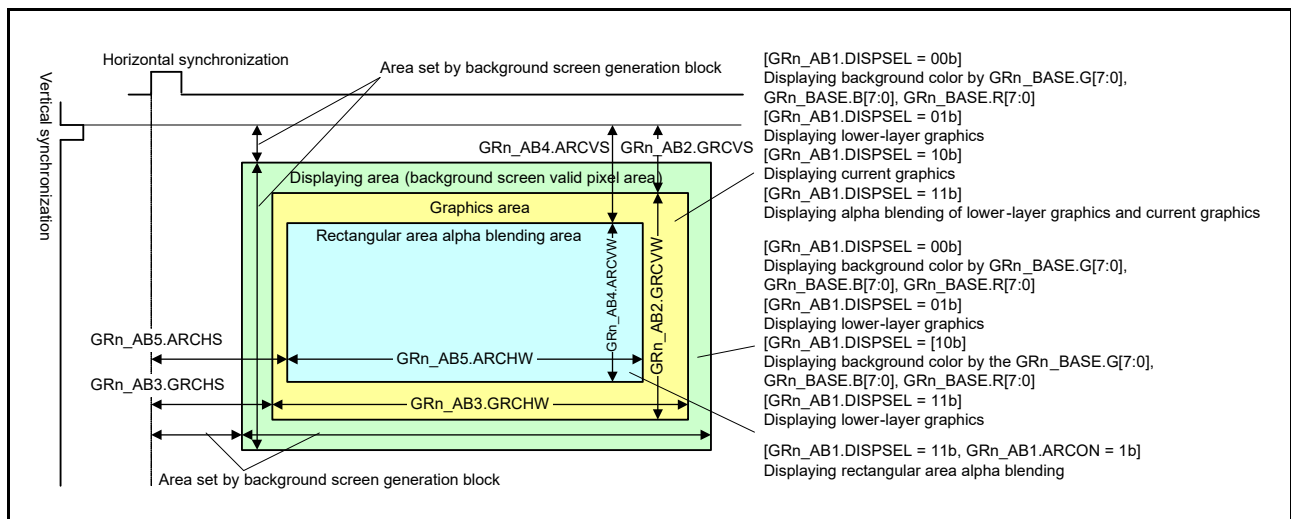 Horizontal synchronization
Vertical synchronization
Area set by background screen generation block
GRn_AB4.ARCVS
GRn_AB2.GRCVS
Displaying area (background screen valid pixel area)
Graphics area
Rectangular area alpha blending area
GRn_AB4.ARCVW
GRn_AB2.GRCVW
GRn_AB5.ARCHS
GRn_AB5.ARCHW
GRn_AB3.GRCHS
GRn_AB3.GRCHW
Area set by background screen generation block
[GRn_AB1.DISPSEL = 00b]
Displaying background color by GRn_BASE.G[7:0],
GRn_BASE.B[7:0], GRn_BASE.R[7:0]
[GRn_AB1.DISPSEL = 01b]
Displaying lower-layer graphics
[GRn_AB1.DISPSEL = 10b]
Displaying current graphics
[GRn_AB1.DISPSEL = 11b]
Displaying alpha blending of lower-layer graphics and current graphics
[GRn_AB1.DISPSEL = 00b]
Displaying background color by GRn_BASE.G[7:0],
GRn_BASE.B[7:0], GRn_BASE.R[7:0]
[GRn_AB1.DISPSEL = 01b]
Displaying lower-layer graphics
[GRn_AB1.DISPSEL = [10b]
Displaying background color by the GRn_BASE.G[7:0],
GRn_BASE.B[7:0], GRn_BASE.R[7:0]
[GRn_AB1.DISPSEL = 11b]
Displaying lower-layer graphics
[GRn_AB1.DISPSEL = 11b, GRn_AB1.ARCON = 1b]
Displaying rectangular area alpha blending